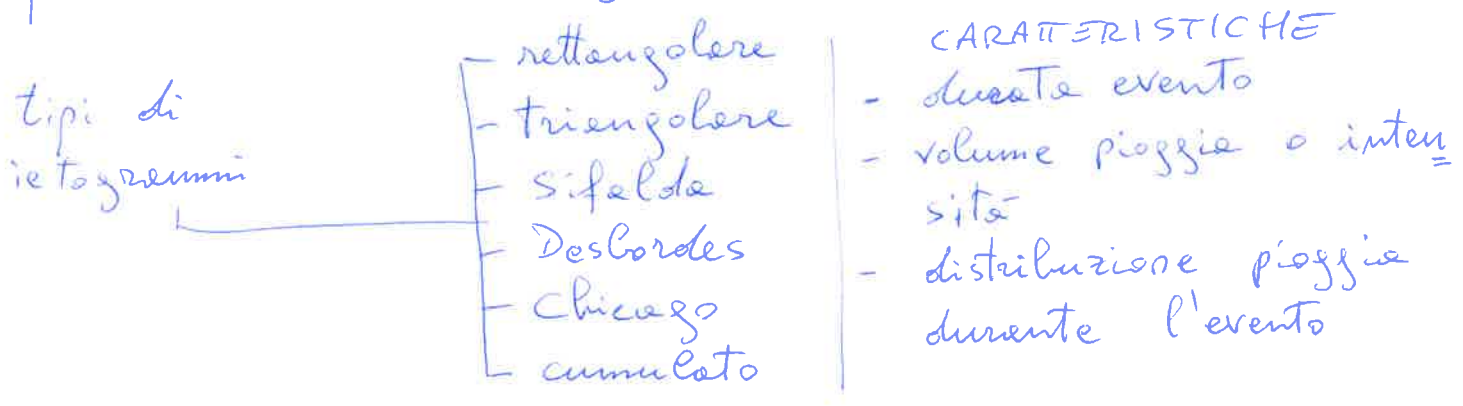 tipi di
ietogrammi
- rettangolare
- triangolare
- Sifalda
- Desbordes
- Chicago
- cumulato
CARATTERISTICHE
- durata evento
- volume pioggia o inten
sità
- distribuzione pioggia
durante l'evento